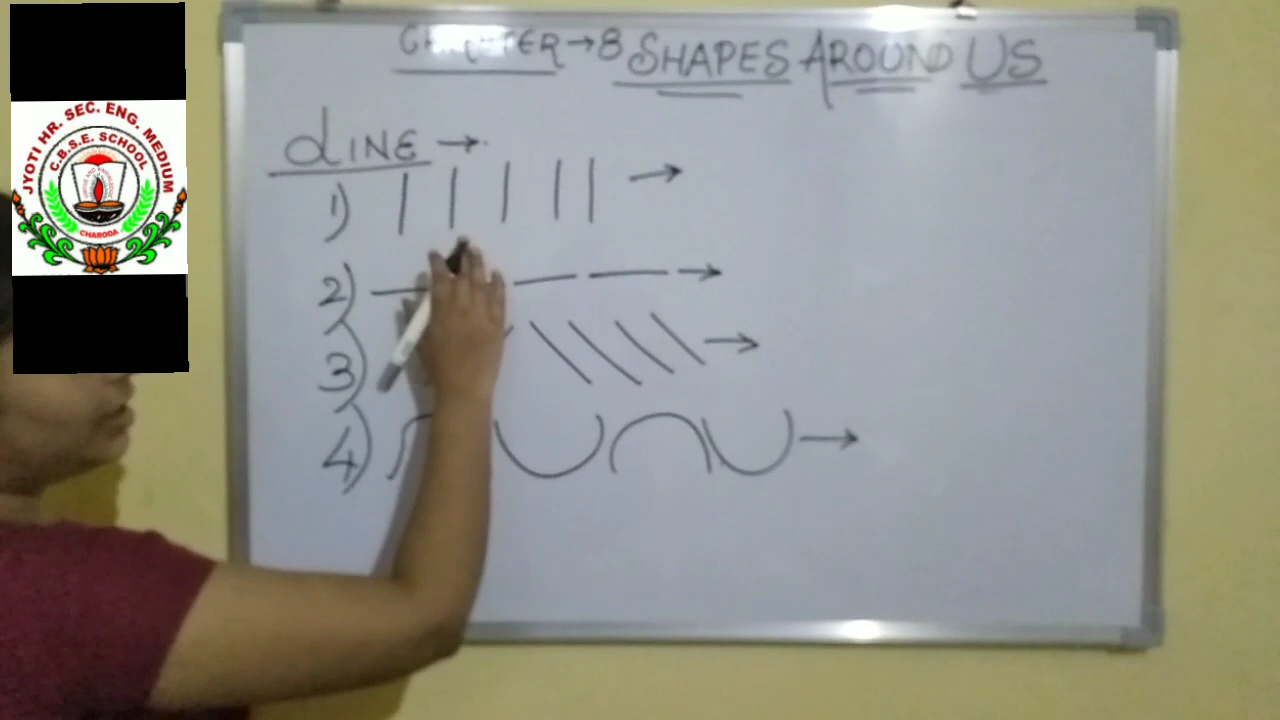 JYOTI HR. SEC. ENG. MEDIUM
C.B.S.E. SCHOOL
CHARODA
CHAPTER → 8 SHAPES AROUND US
LINE →
1) →
2) →
3) →
4) →